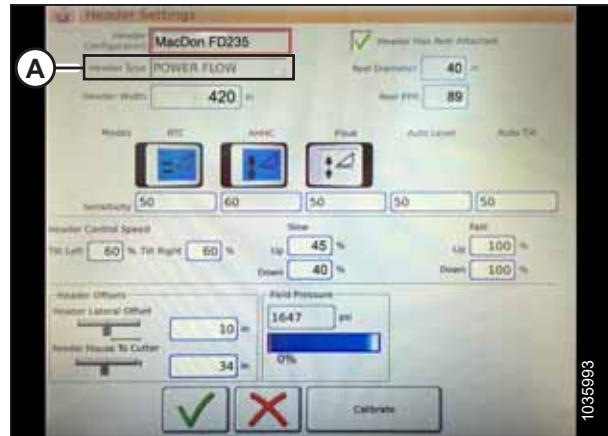 Header Settings
Header Configuration MacDon FD235
Header Has Reel Attached
A
Header Type POWER FLOW
Reel Diameter 40 in
Header Width 420 in
Reel PPR 89
Modes RTC AHHC Float Auto Level Auto Tilt
Sensitivity 50 60 50 50 50
Header Control Speed
Slow Fast
Tilt Left 60 % Tilt Right 60 % Up 45 % Up 100 %
Down 40 % Down 100 %
Header Offsets
Field Pressure
Header Lateral Offset
10 in
1647 psi
Feeder House To Cutter
34 in
0%
Calibrate
1035993